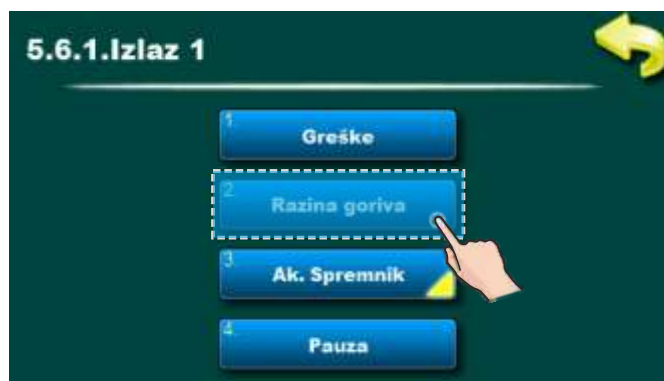 5.6.1.Izlaz 1
1
Greške
2
Razina goriva
3
Ak. Spremnik
4
Pauza